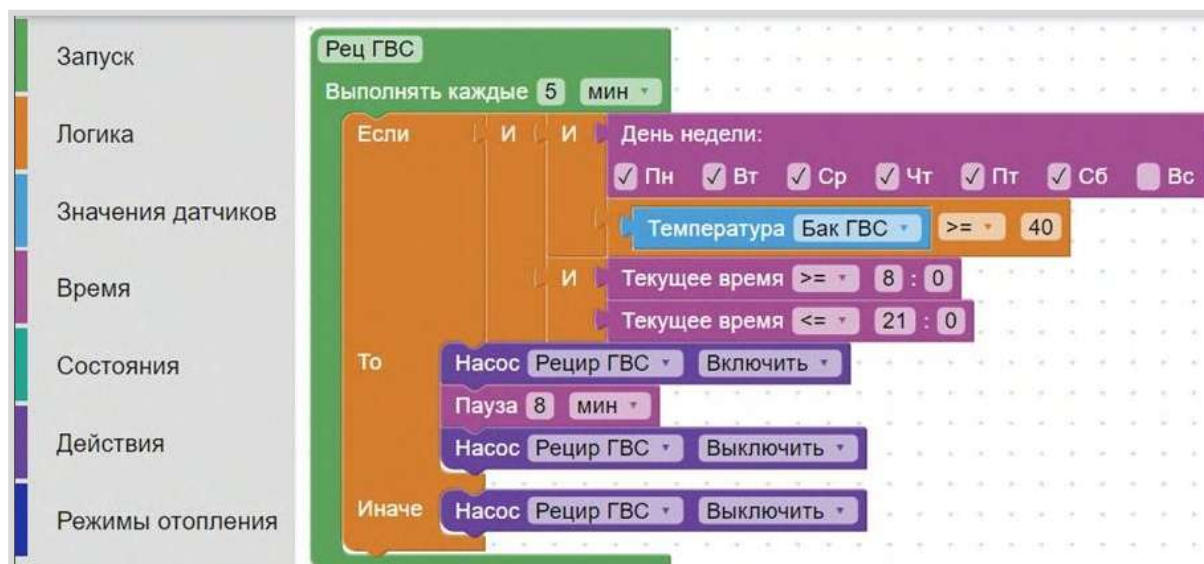 Запуск
Логика
Значения датчиков
Время
Состояния
Действия
Режимы отопления
Рец ГВС
Выполнять каждые 5 мин
Если И И День недели:
✓ Пн ✓ Вт ✓ Ср ✓ Чт ✓ Пт ✓ Сб Вс
Температура Бак ГВС >= 40
И Текущее время >= 8 : 0
Текущее время <= 21 : 0
То Насос Рецир ГВС Включить
Пауза 8 мин
Насос Рецир ГВС Выключить
Иначе Насос Рецир ГВС Выключить